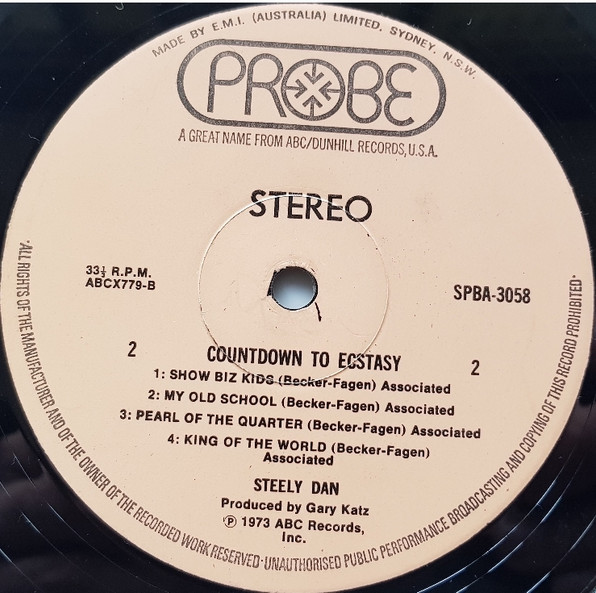 MADE BY E.M.I. (AUSTRALIA) LIMITED, SYDNEY, N.S.W.
PROBE
A GREAT NAME FROM ABC/DUNHILL RECORDS, U.S.A.
STEREO
33⅓ R.P.M.
ABCX779-B
SPBA-3058
2 COUNTDOWN TO ECSTASY 2
1: SHOW BIZ KIDS (Becker-Fagen) Associated
2: MY OLD SCHOOL (Becker-Fagen) Associated
3: PEARL OF THE QUARTER (Becker-Fagen) Associated
4: KING OF THE WORLD (Becker-Fagen)
Associated
STEELY DAN
Produced by Gary Katz
℗ 1973 ABC Records,
Inc.
·ALL RIGHTS OF THE MANUFACTURER AND OF THE OWNER OF THE RECORDED WORK RESERVED·UNAUTHORISED PUBLIC PERFORMANCE BROADCASTING AND COPYING OF THIS RECORD PROHIBITED·